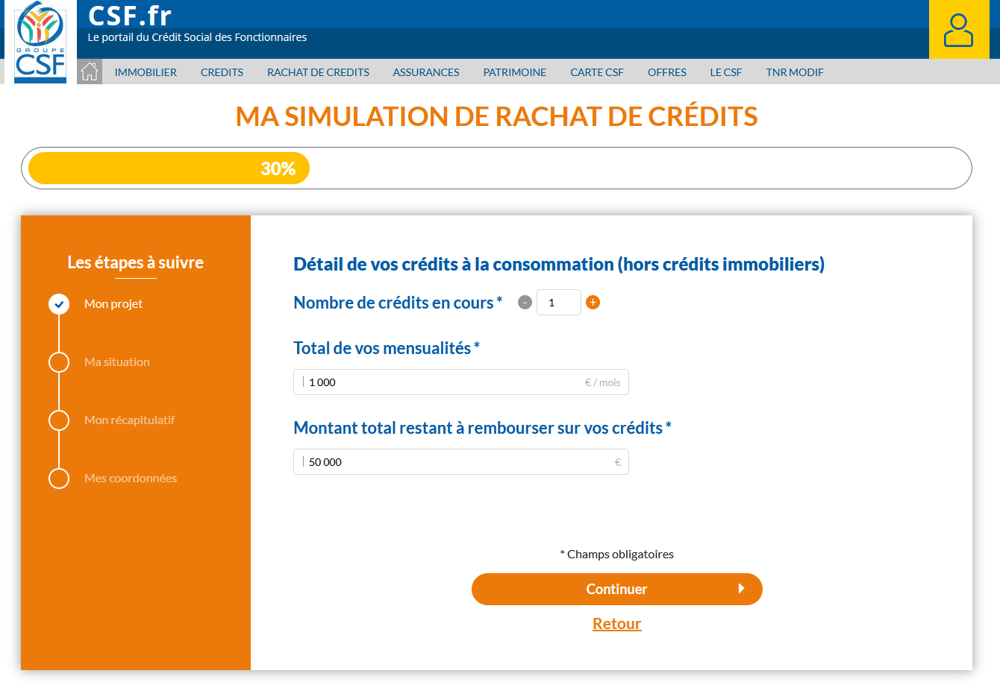 CSF.fr
Le portail du Crédit Social des Fonctionnaires
GROUPE
CSF
IMMOBILIER CREDITS RACHAT DE CREDITS ASSURANCES PATRIMOINE CARTE CSF OFFRES LE CSF TNR MODIF
MA SIMULATION DE RACHAT DE CRÉDITS
30%
Les étapes à suivre
Mon projet
Ma situation
Mon récapitulatif
Mes coordonnées
Détail de vos crédits à la consommation (hors crédits immobiliers)
Nombre de crédits en cours * - 1 +
Total de vos mensualités *
1 000 € / mois
Montant total restant à rembourser sur vos crédits *
50 000 €
* Champs obligatoires
Continuer
Retour